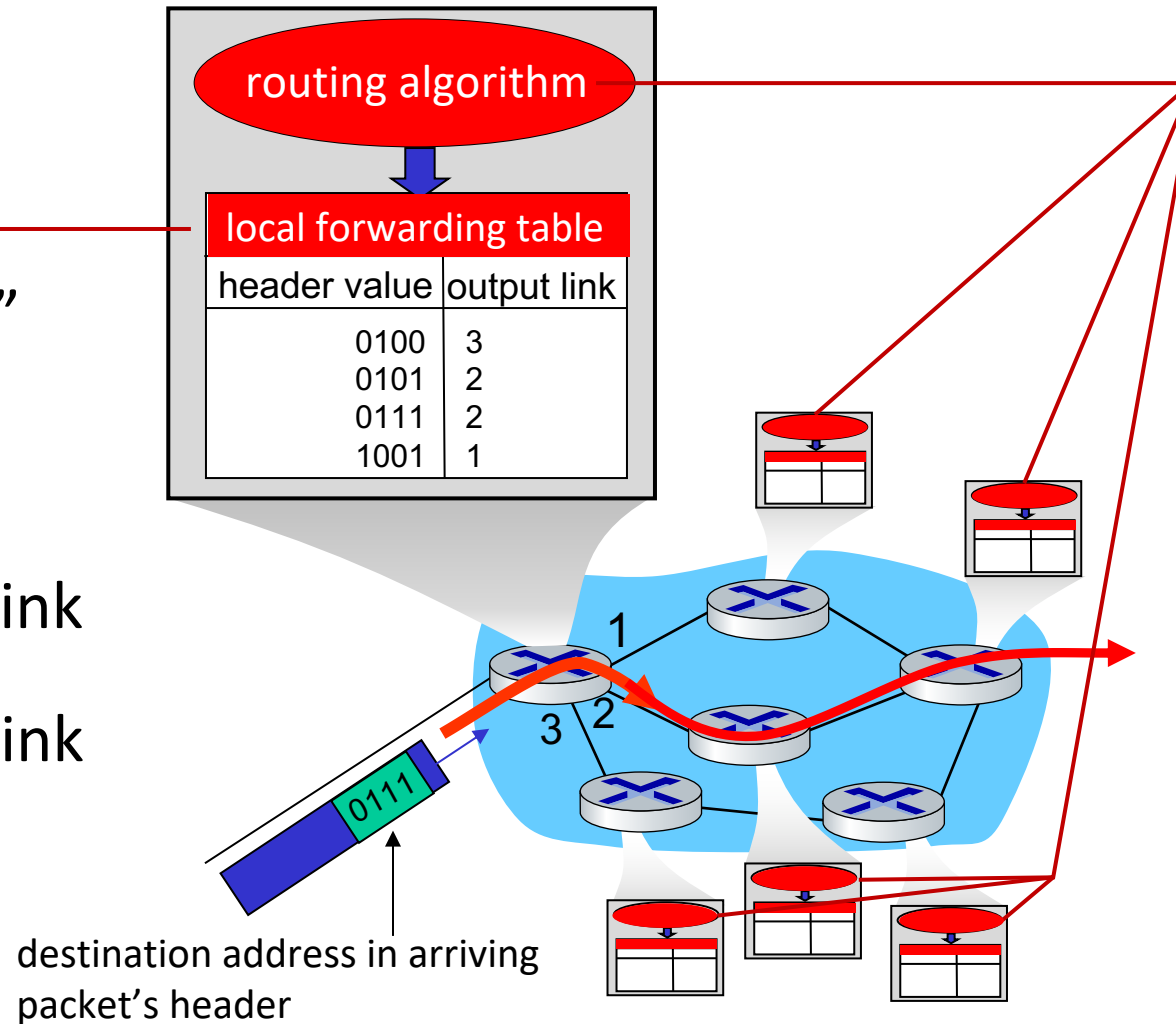 routing algorithm
local forwarding table
header value output link
0100 3
0101 2
0111 2
1001 1
”
ink
ink
1
2
3
0111
destination address in arriving
packet’s header